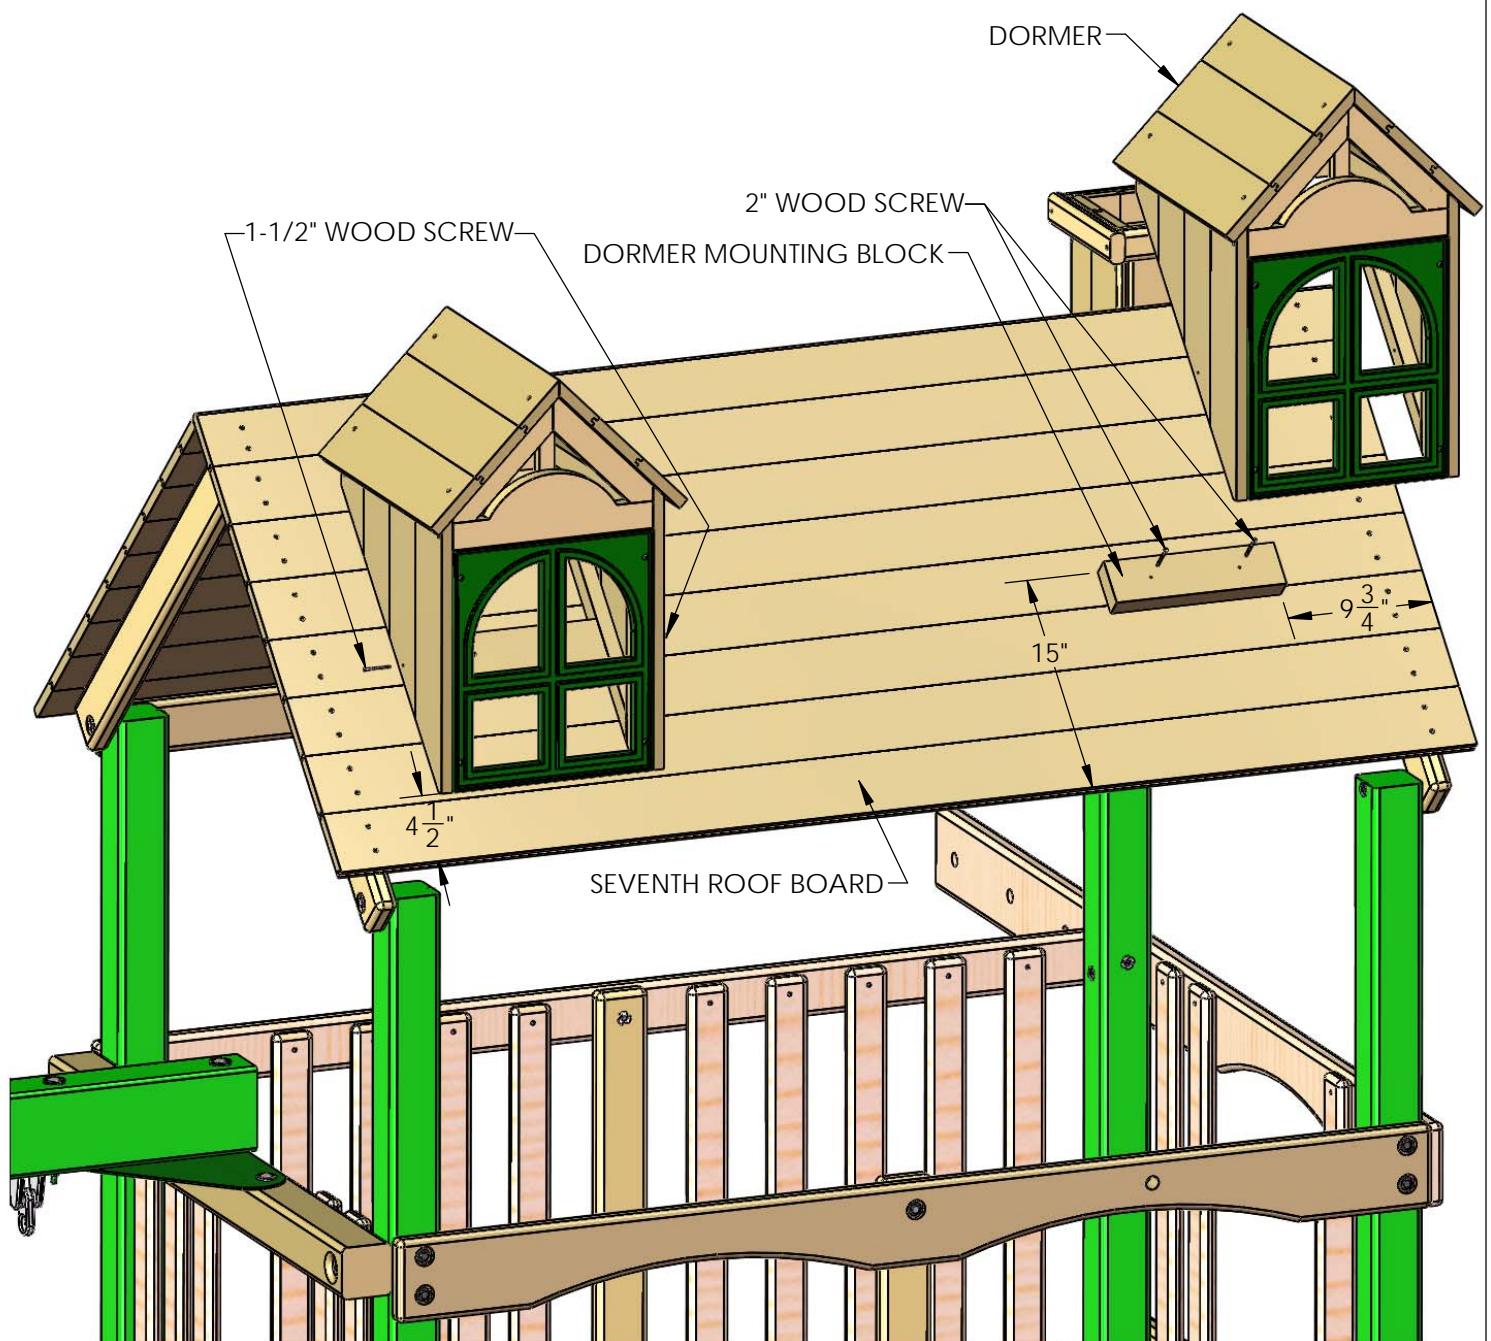 DORMER
2" WOOD SCREW
1-1/2" WOOD SCREW
DORMER MOUNTING BLOCK
9 3/4"
15"
4 1/2"
SEVENTH ROOF BOARD